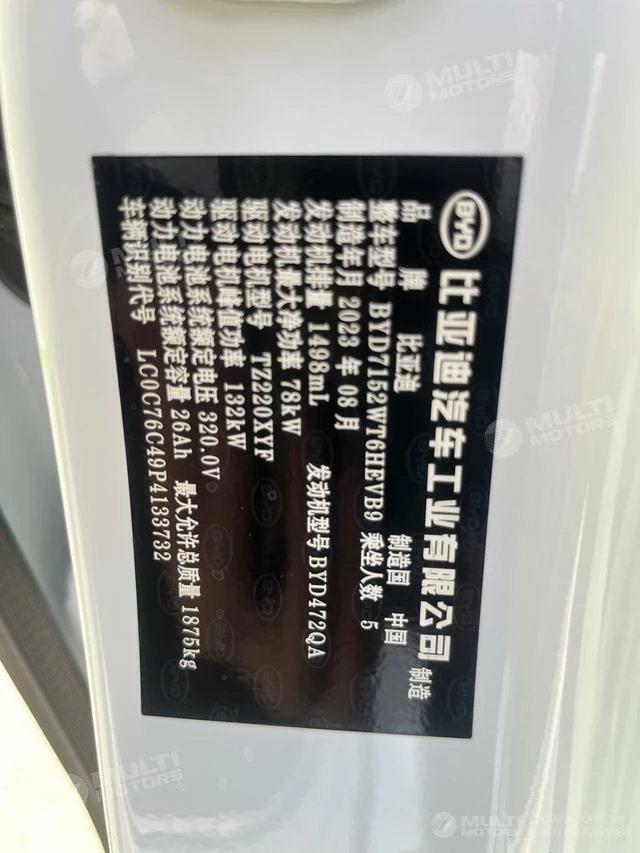 BYD 比亚迪汽车工业有限公司 制造
品牌 比亚迪 制造国 中国
整车型号 BYD7152WT6HEVB9 乘坐人数 5
制造年月 2023 年 08 月
发动机排量 1498mL 发动机型号 BYD472QA
发动机最大净功率 78kW
驱动电机型号 TZ220XYF
驱动电机峰值功率 132kW
动力电池系统额定电压 320.0V
动力电池系统额定容量 26Ah 最大允许总质量 1875kg
车辆识别代号 LC0C76C49P4133732
MULTI
MOTORS
MULTI
MOTORS
MULTI
MOTORS
MULTI
MOTORS
MULTI
MOTORS